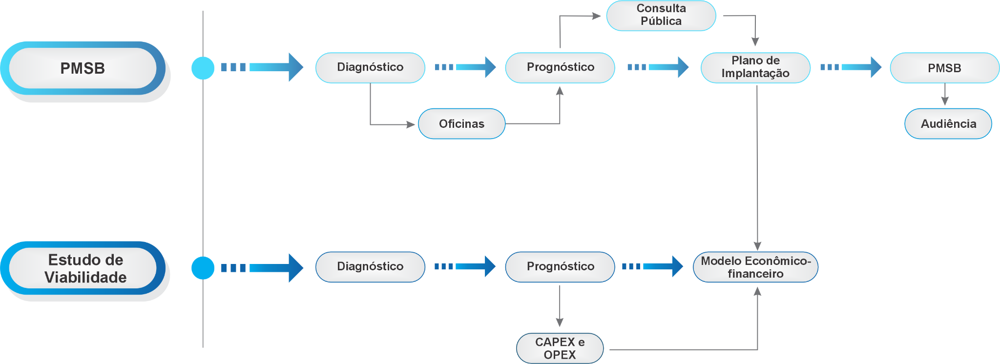 Consulta
Pública
PMSB
Diagnóstico
Prognóstico
Plano de
Implantação
PMSB
Oficinas
Audiência
Estudo de
Viabilidade
Diagnóstico
Prognóstico
Modelo Econômico-
financeiro
CAPEX e
OPEX